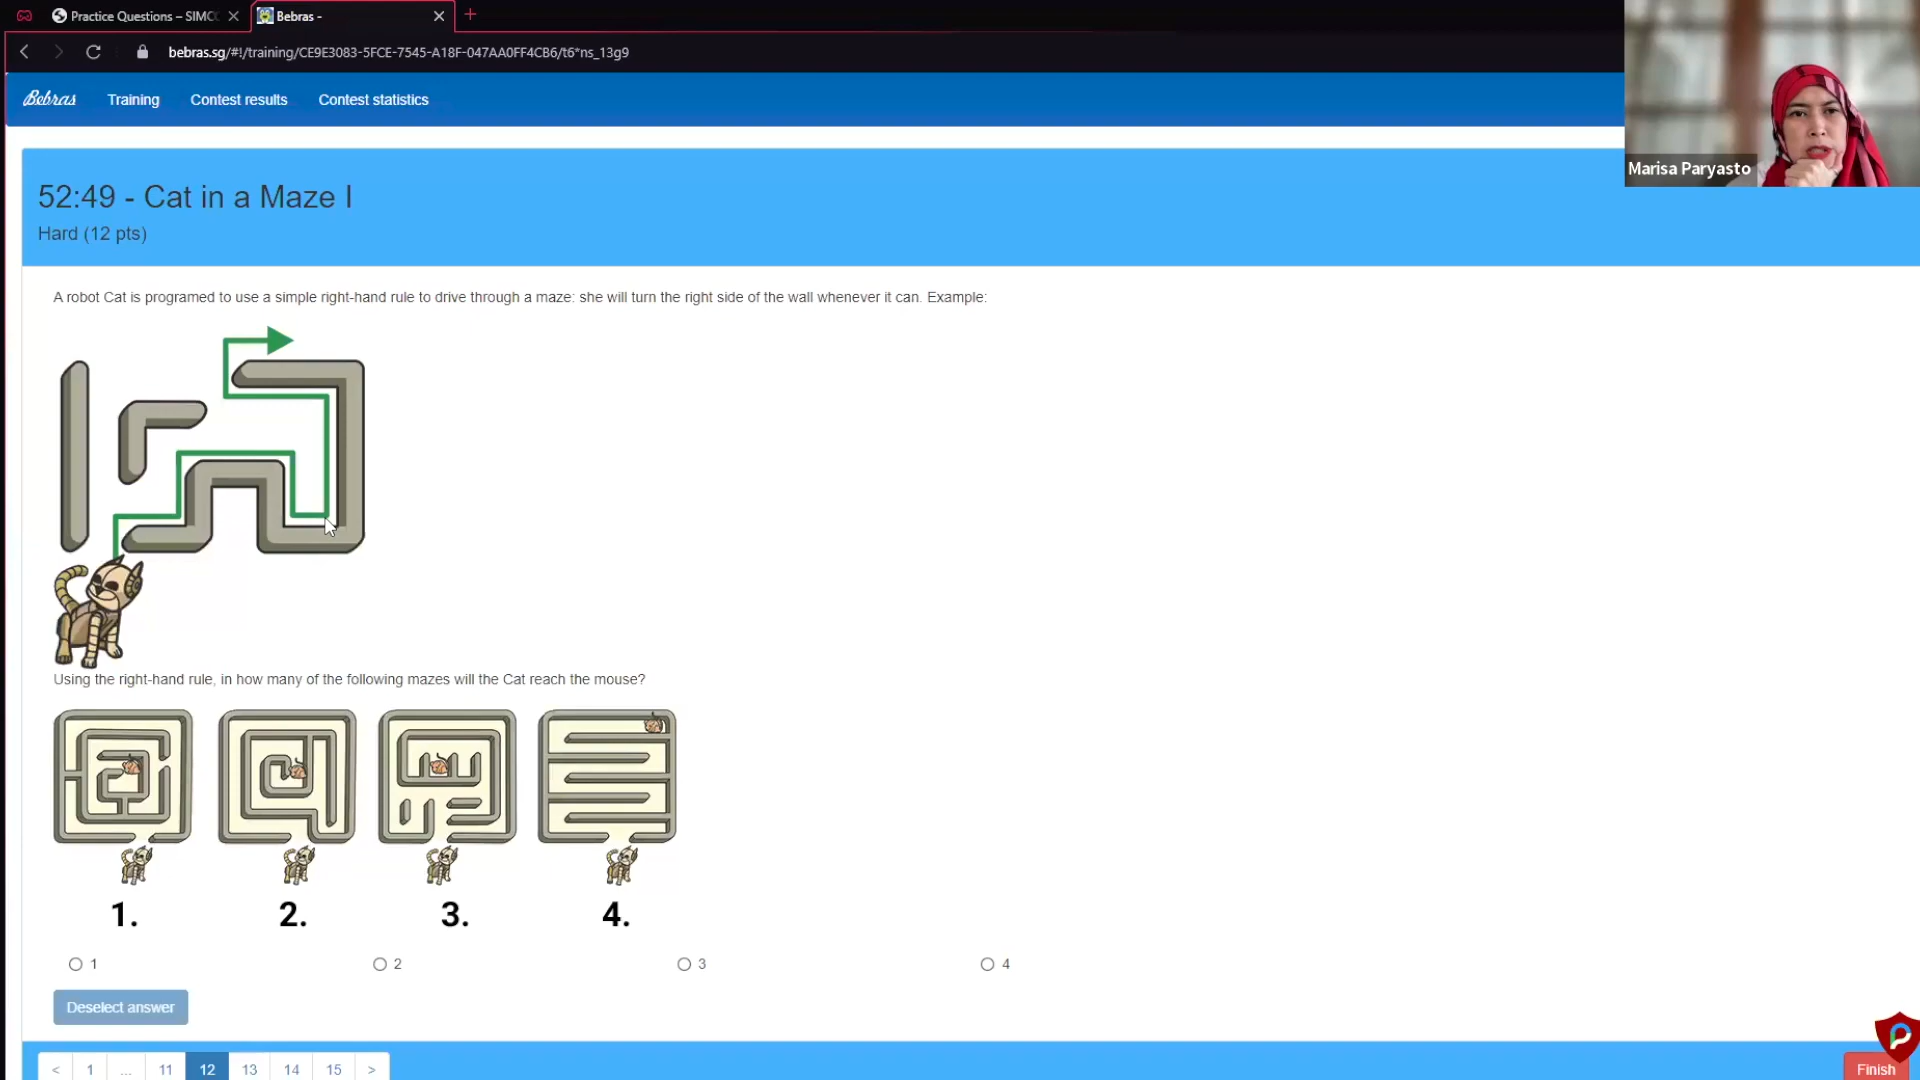 Practice Questions – SIMCC
Bebras -
bebras.sg/#!/training/CE9E3083-5FCE-7545-A18F-047AA0FF4CB6/t6*ns_13g9
Bebras
Training
Contest results
Contest statistics
Marisa Paryasto
52:49 - Cat in a Maze I
Hard (12 pts)
A robot Cat is programed to use a simple right-hand rule to drive through a maze: she will turn the right side of the wall whenever it can. Example:
Using the right-hand rule, in how many of the following mazes will the Cat reach the mouse?
1. 2. 3. 4.
1 2 3 4
Deselect answer
< 1 ... 11 12 13 14 15 >
Finish